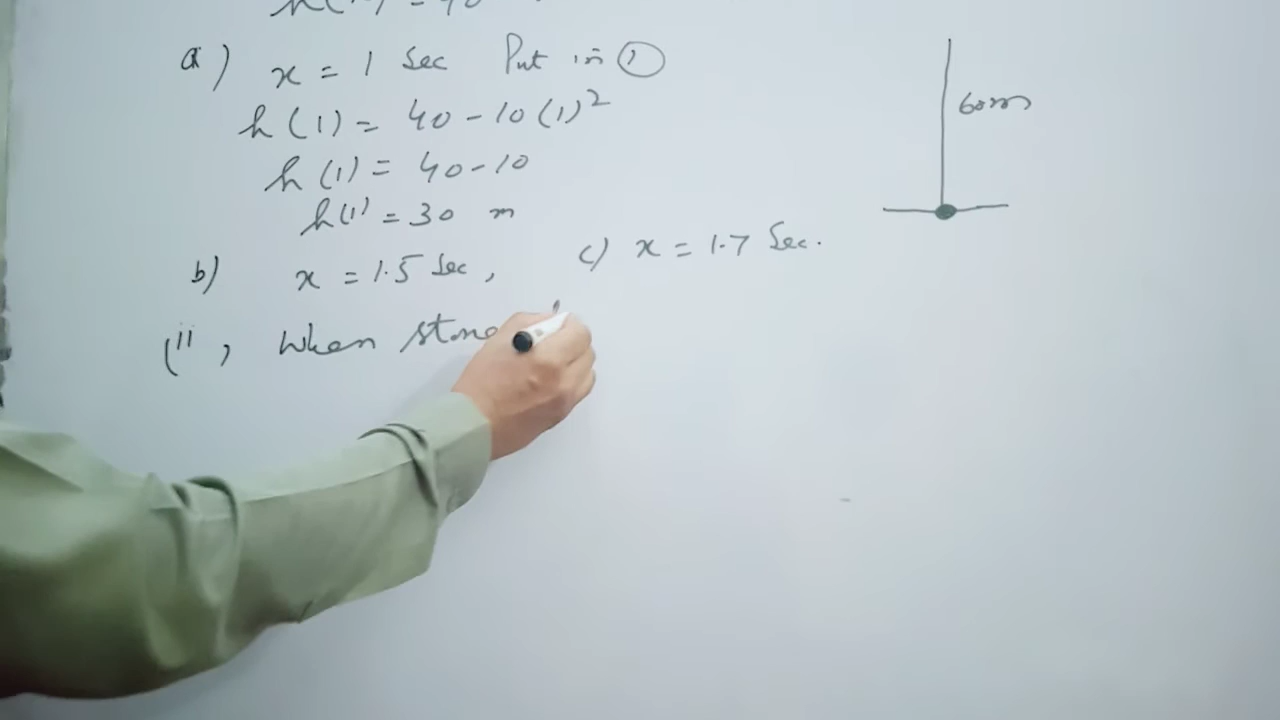 h(x) = 40
a) x = 1 Sec Put in ①
h(1) = 40 - 10(1)²
h(1) = 40 - 10
h(1) = 30 m
b) x = 1.5 Sec, c) x = 1.7 Sec.
(ii, When stone
60m